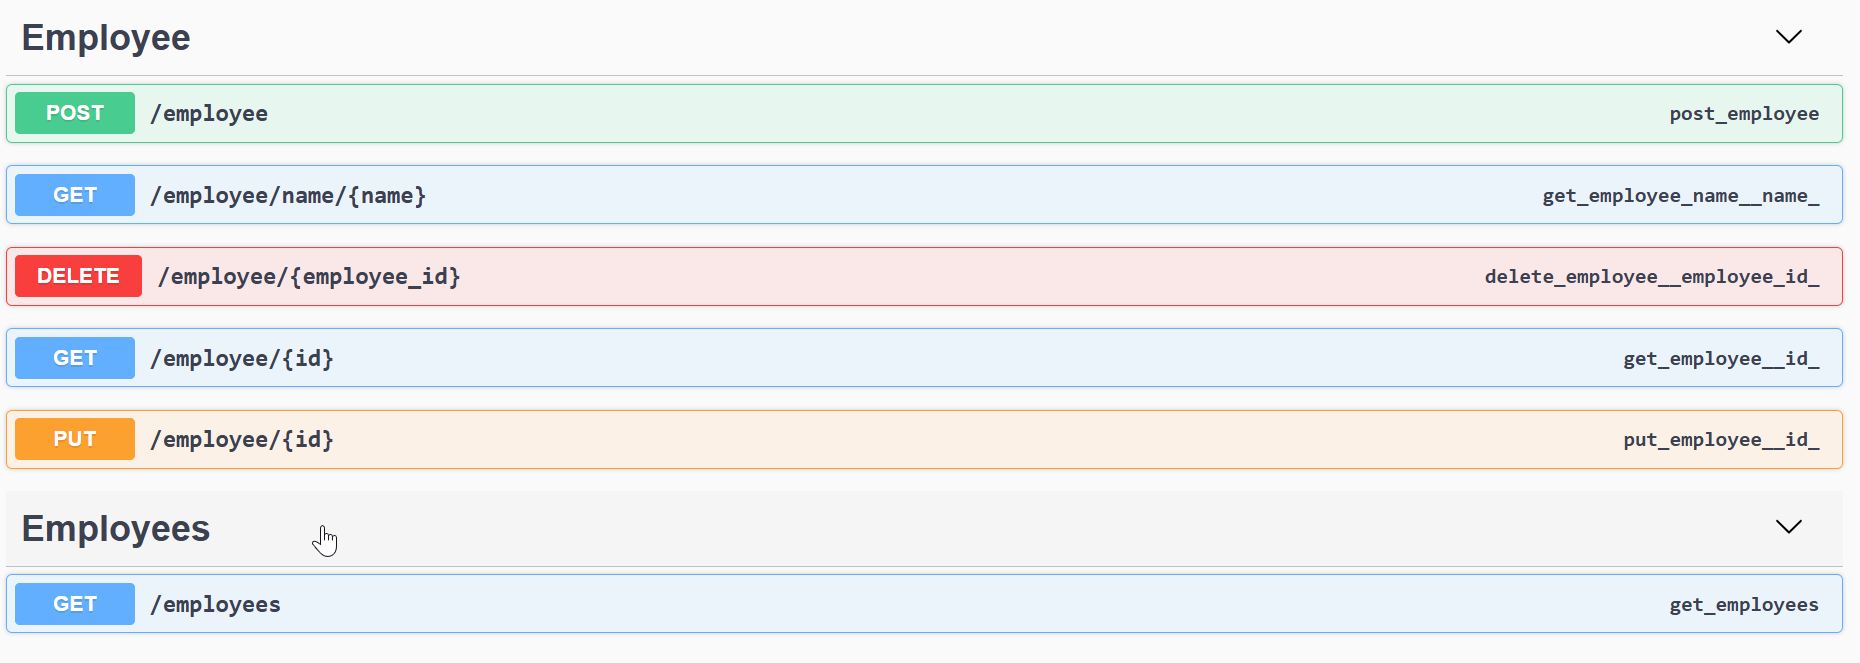 Employee
POST /employee post_employee
GET /employee/name/{name} get_employee_name__name_
DELETE /employee/{employee_id} delete_employee__employee_id_
GET /employee/{id} get_employee__id_
PUT /employee/{id} put_employee__id_
Employees
GET /employees get_employees